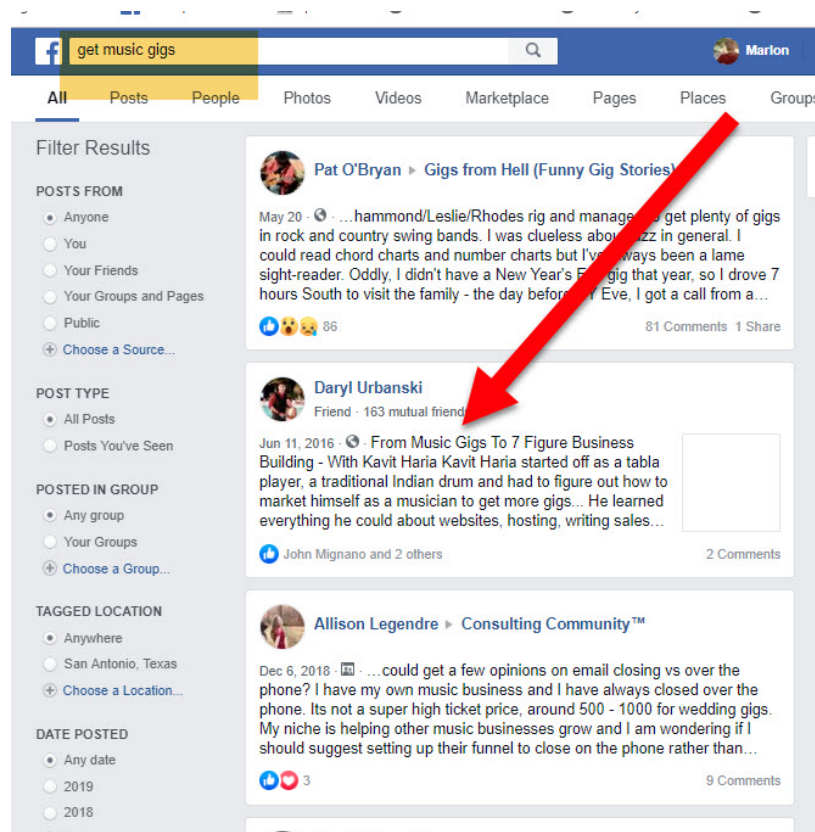 get music gigs
Marlon
All Posts People Photos Videos Marketplace Pages Places Groups
Filter Results
POSTS FROM
Anyone
You
Your Friends
Your Groups and Pages
Public
Choose a Source...
POST TYPE
All Posts
Posts You've Seen
POSTED IN GROUP
Any group
Your Groups
Choose a Group...
TAGGED LOCATION
Anywhere
San Antonio, Texas
Choose a Location...
DATE POSTED
Any date
2019
2018
Pat O'Bryan ▸ Gigs from Hell (Funny Gig Stories)
May 20 · …hammond/Leslie/Rhodes rig and manage get plenty of gigs
in rock and country swing bands. I was clueless about jazz in general. I
could read chord charts and number charts but I've always been a lame
sight-reader. Oddly, I didn't have a New Year's Eve gig that year, so I drove 7
hours South to visit the family - the day before Eve, I got a call from a…
86
81 Comments 1 Share
Daryl Urbanski
Friend · 163 mutual friends
Jun 11, 2016 · From Music Gigs To 7 Figure Business
Building - With Kavit Haria Kavit Haria started off as a tabla
player, a traditional Indian drum and had to figure out how to
market himself as a musician to get more gigs... He learned
everything he could about websites, hosting, writing sales…
John Mignano and 2 others
2 Comments
Allison Legendre ▸ Consulting Community™
Dec 6, 2018 · …could get a few opinions on email closing vs over the
phone? I have my own music business and I have always closed over the
phone. Its not a super high ticket price, around 500 - 1000 for wedding gigs.
My niche is helping other music businesses grow and I am wondering if I
should suggest setting up their funnel to close on the phone rather than…
3
9 Comments